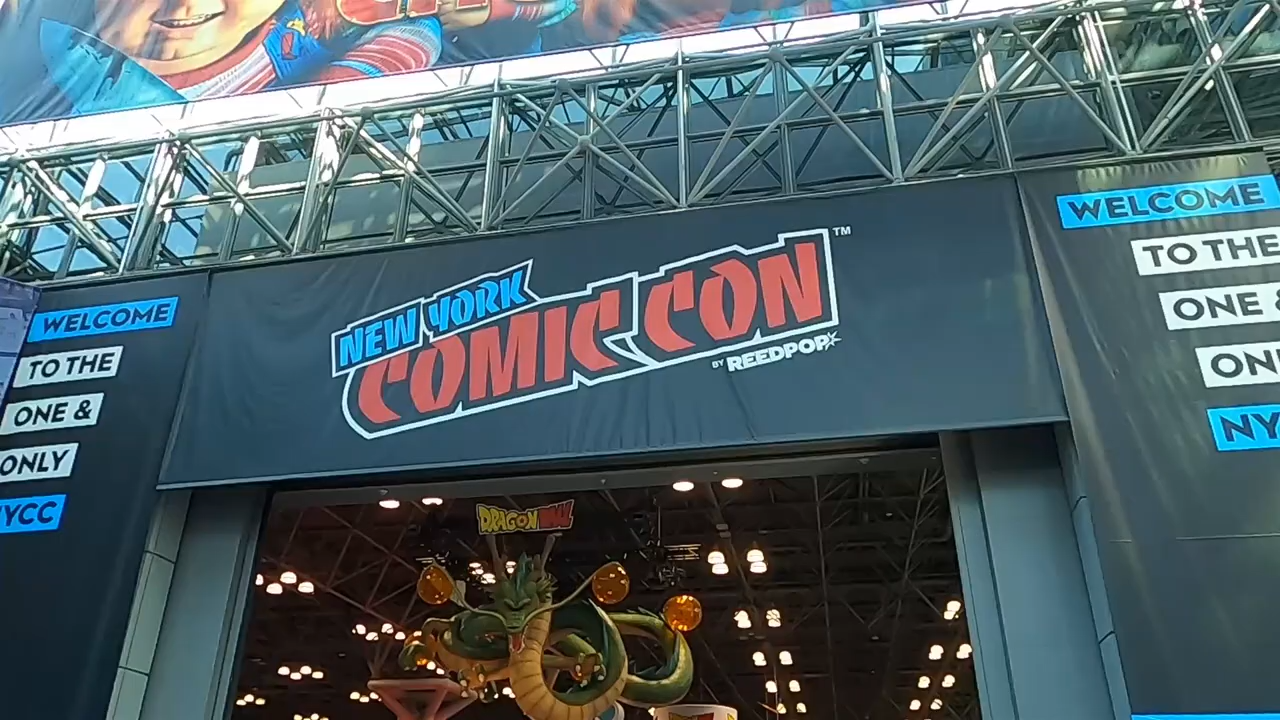 WELCOME
TO THE
ONE &
ONLY
NYCC
NEW YORK
COMIC CON™
BY REEDPOP
WELCOME
TO THE
ONE &
ONL
NY
DRAGON BALL